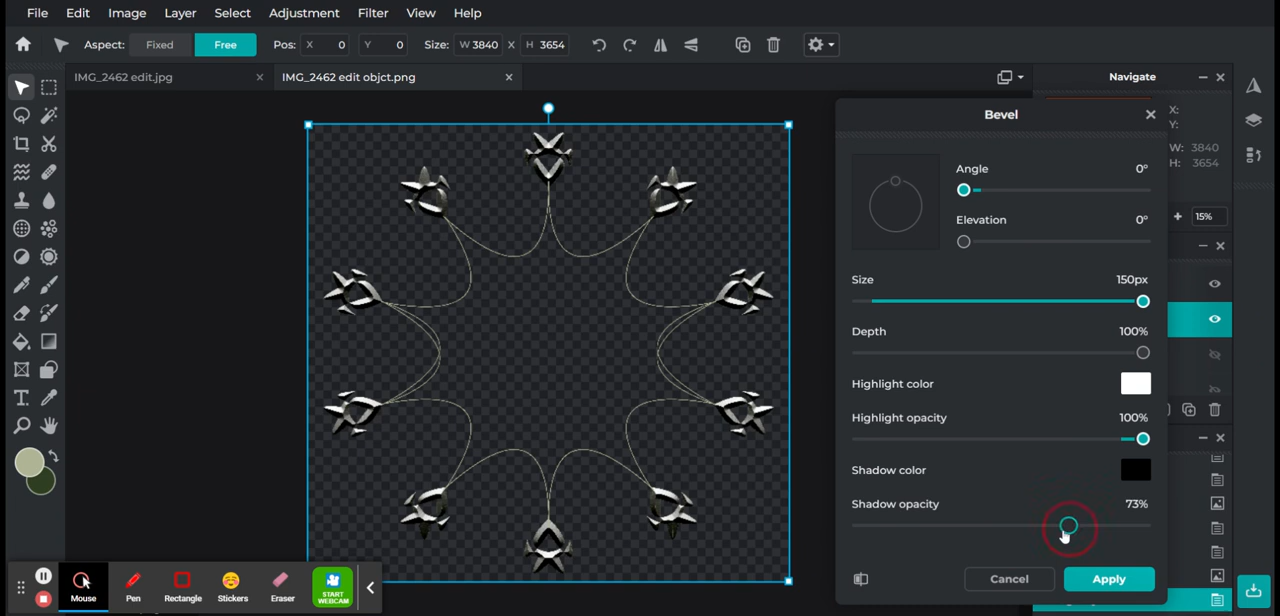 File Edit Image Layer Select Adjustment Filter View Help
Aspect: Fixed Free Pos: X 0 Y 0 Size: W 3840 X H 3654
IMG_2462 edit.jpg
IMG_2462 edit objct.png
Navigate
X:
Y:
W: 3840
H: 3654
15%
Bevel
Angle 0°
Elevation 0°
Size 150px
Depth 100%
Highlight color
Highlight opacity 100%
Shadow color
Shadow opacity 73%
Cancel Apply
Mouse Pen Rectangle Stickers Eraser
START
WEBCAM